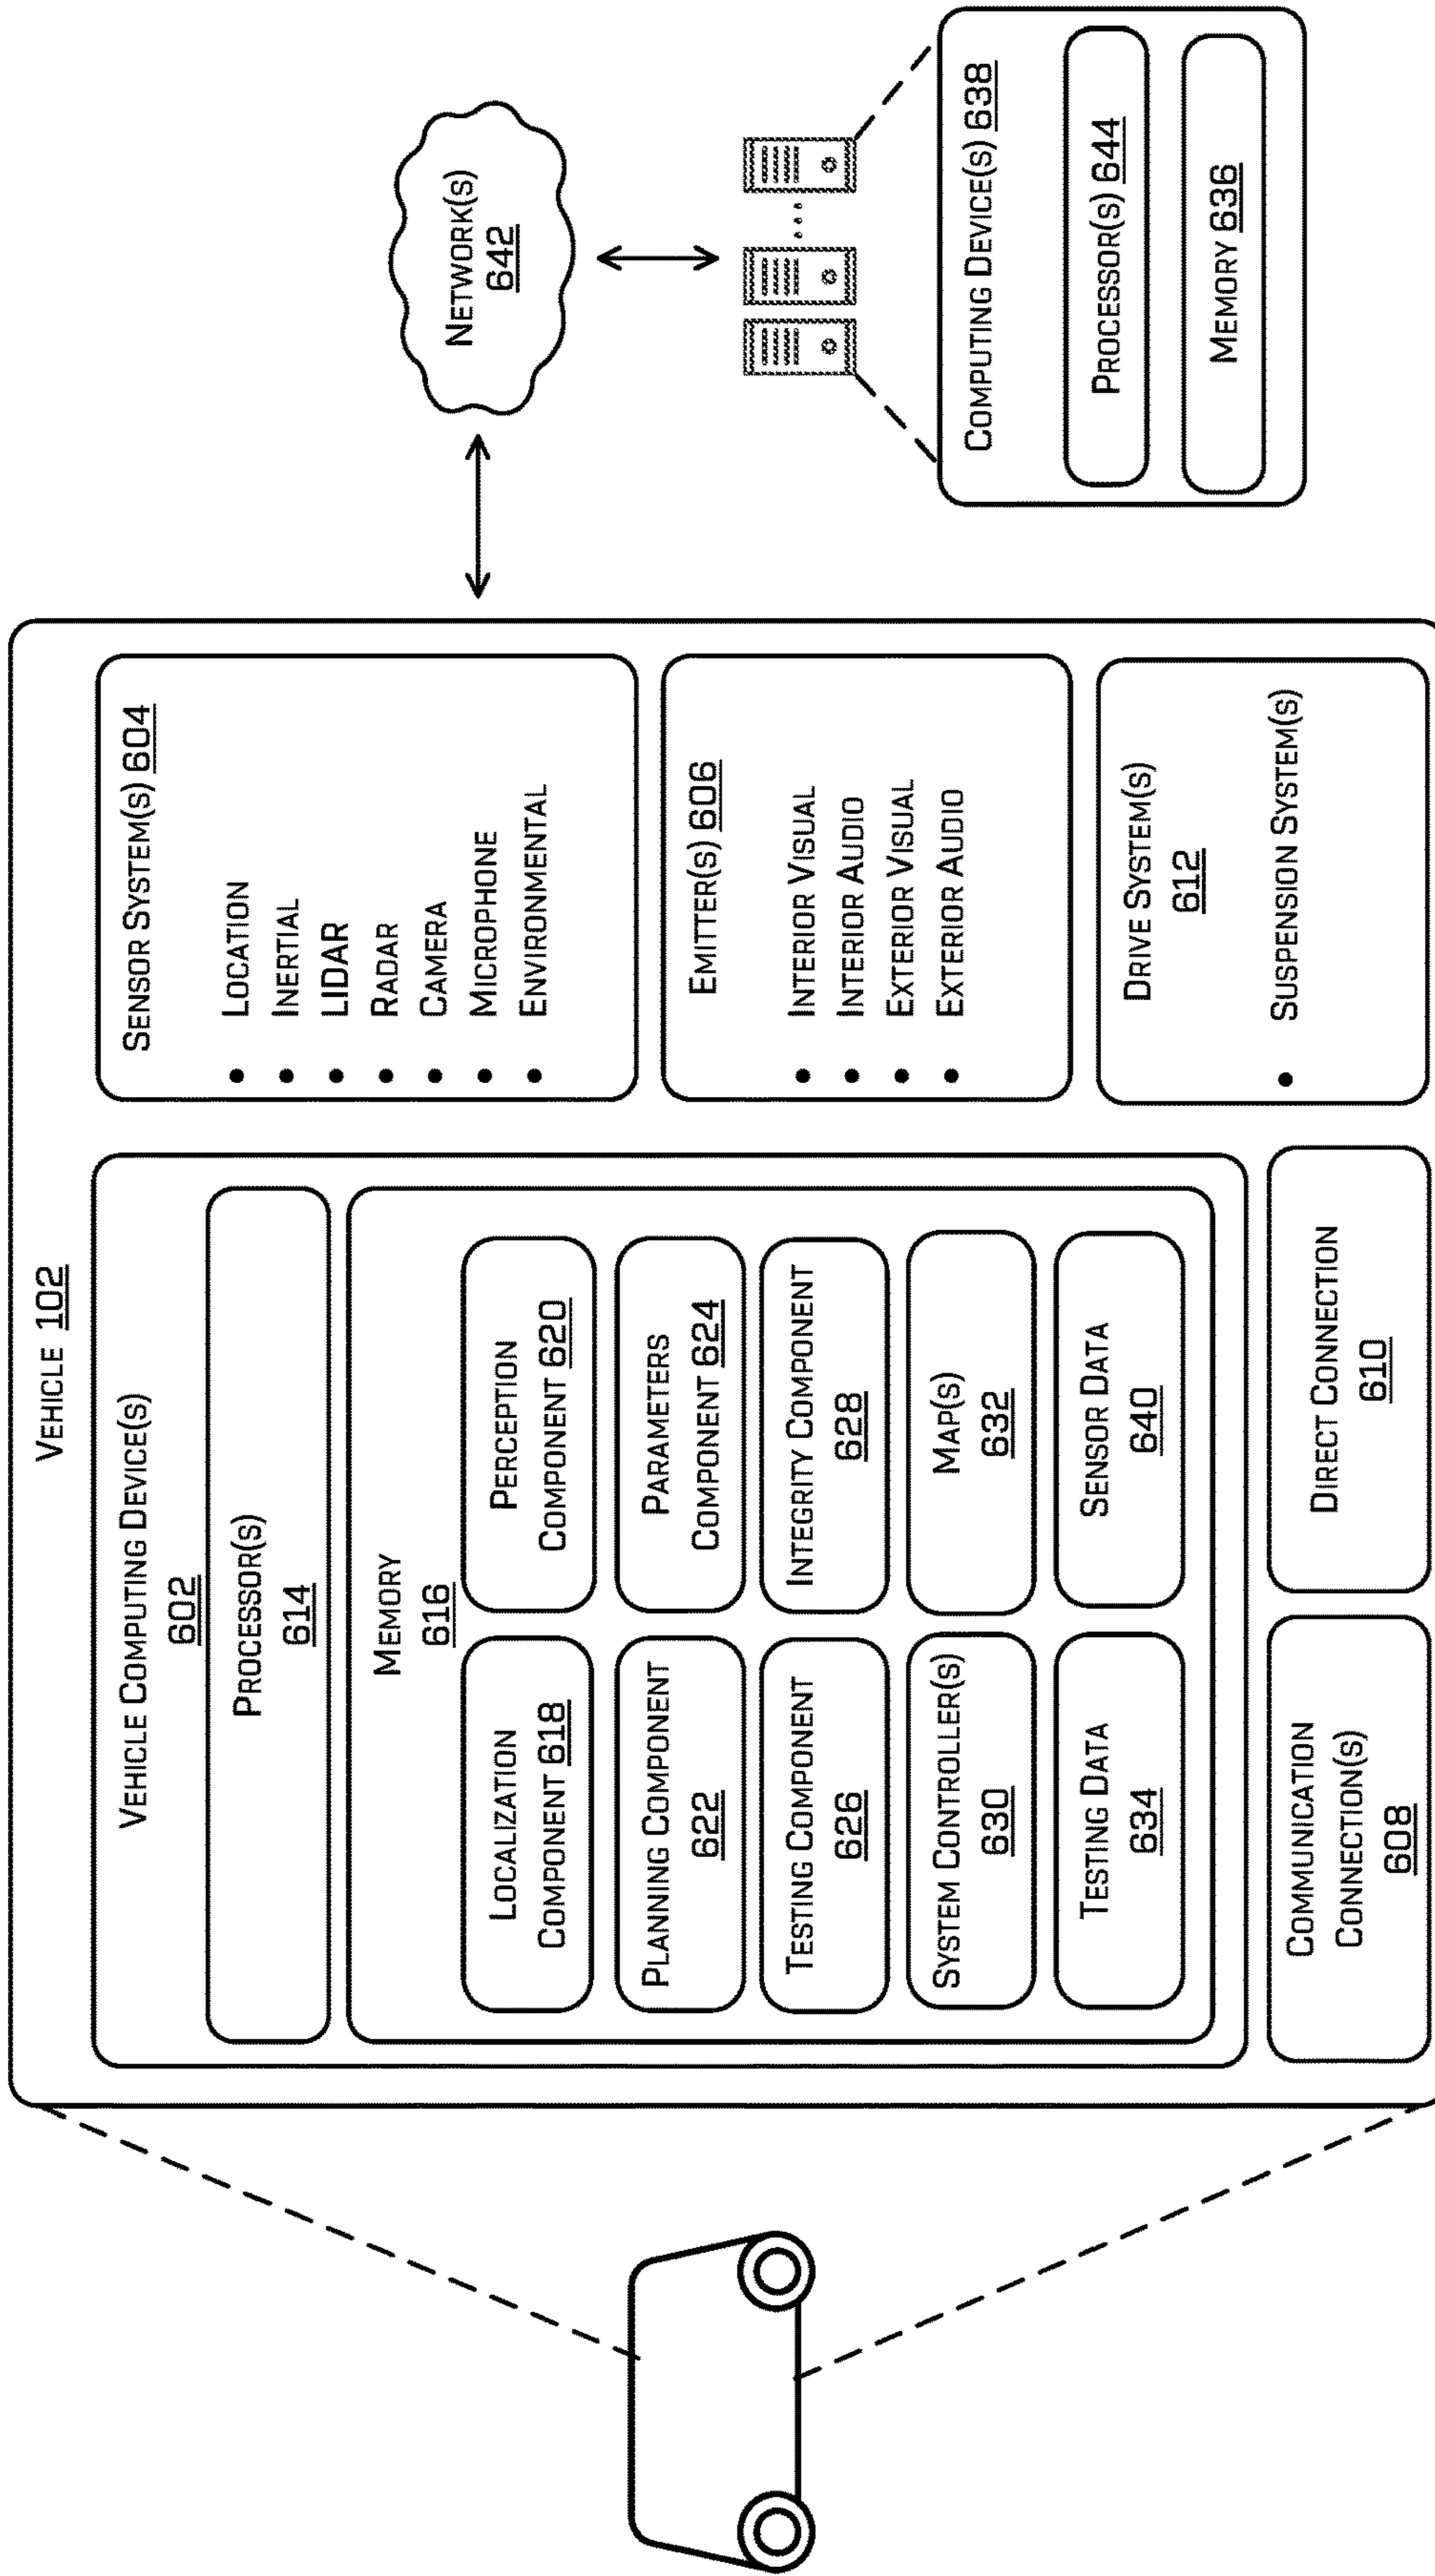 Vehicle 102
Vehicle Computing Device(s)
602
Processor(s)
614
Memory
616
Localization
Component 618
Perception
Component 620
Planning Component
622
Parameters
Component 624
Testing Component
626
Integrity Component
628
System Controller(s)
630
Map(s)
632
Testing Data
634
Sensor Data
640
Communication
Connection(s)
608
Direct Connection
610
Sensor System(s) 604
• Location
• Inertial
• LIDAR
• Radar
• Camera
• Microphone
• Environmental
Emitter(s) 606
• Interior Visual
• Interior Audio
• Exterior Visual
• Exterior Audio
Drive System(s)
612
• Suspension System(s)
Network(s)
642
Computing Device(s) 638
Processor(s) 644
Memory 636